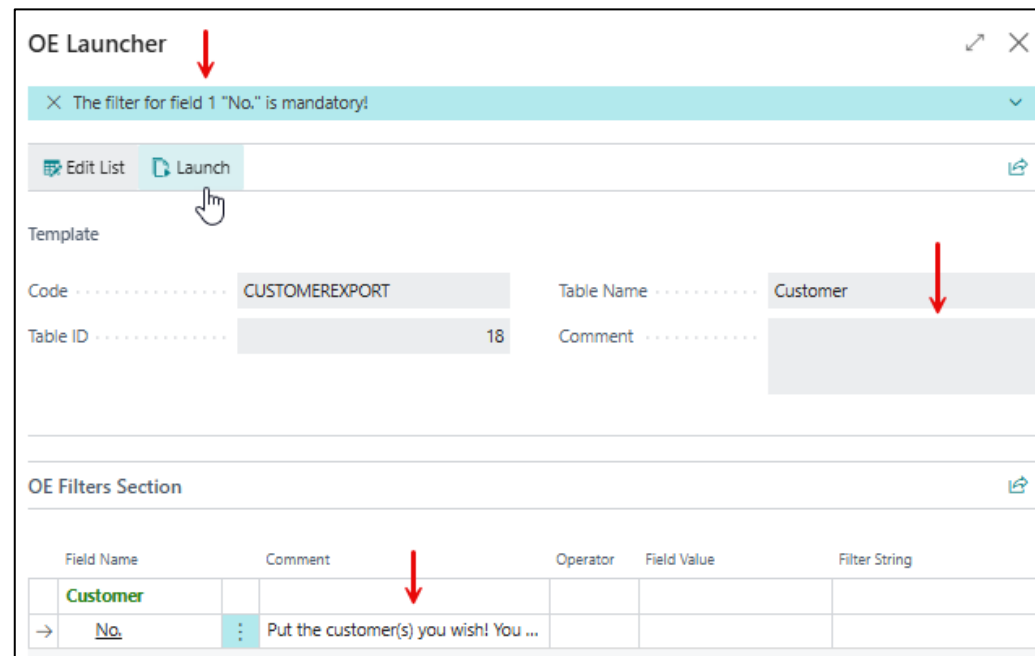 OE Launcher
The filter for field 1 "No." is mandatory!
Edit List Launch
Template
Code CUSTOMEREXPORT Table Name Customer
Table ID 18 Comment
OE Filters Section
Field Name Comment Operator Field Value Filter String
Customer
No. Put the customer(s) you wish! You ...